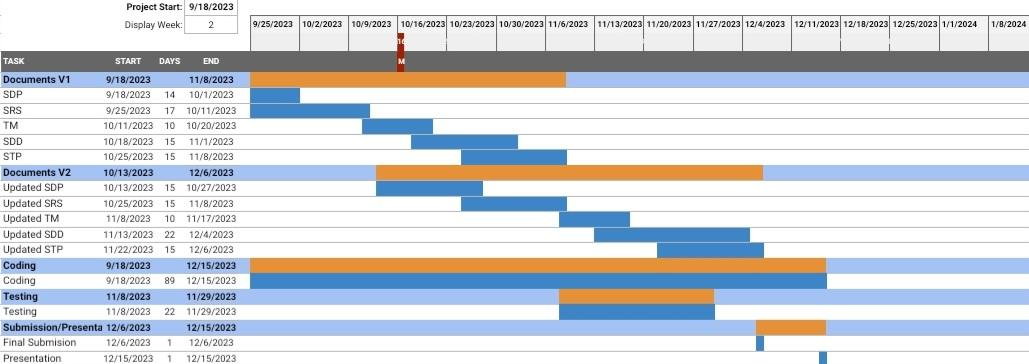 Project Start: 9/18/2023
Display Week: 2
9/25/2023 10/2/2023 10/9/2023 10/16/2023 10/23/2023 10/30/2023 11/6/2023 11/13/2023 11/20/2023 11/27/2023 12/4/2023 12/11/2023 12/18/2023 12/25/2023 1/1/2024 1/8/2024
16
TASK START DAYS END M
Documents V1 9/18/2023 11/8/2023
SDP 9/18/2023 14 10/1/2023
SRS 9/25/2023 17 10/11/2023
TM 10/11/2023 10 10/20/2023
SDD 10/18/2023 15 11/1/2023
STP 10/25/2023 15 11/8/2023
Documents V2 10/13/2023 12/6/2023
Updated SDP 10/13/2023 15 10/27/2023
Updated SRS 10/25/2023 15 11/8/2023
Updated TM 11/8/2023 10 11/17/2023
Updated SDD 11/13/2023 22 12/4/2023
Updated STP 11/22/2023 15 12/6/2023
Coding 9/18/2023 12/15/2023
Coding 9/18/2023 89 12/15/2023
Testing 11/8/2023 11/29/2023
Testing 11/8/2023 22 11/29/2023
Submission/Presenta 12/6/2023 12/15/2023
Final Submision 12/6/2023 1 12/6/2023
Presentation 12/15/2023 1 12/15/2023